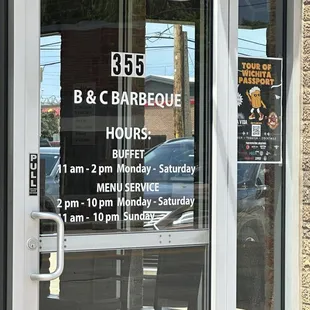 355
B & C BARBEQUE
HOURS:
BUFFET
11 am - 2 pm Monday - Saturday
MENU SERVICE
2 pm - 10 pm Monday - Saturday
11 am - 10 pm Sunday
PULL
TOUR OF
WICHITA
PASSPORT